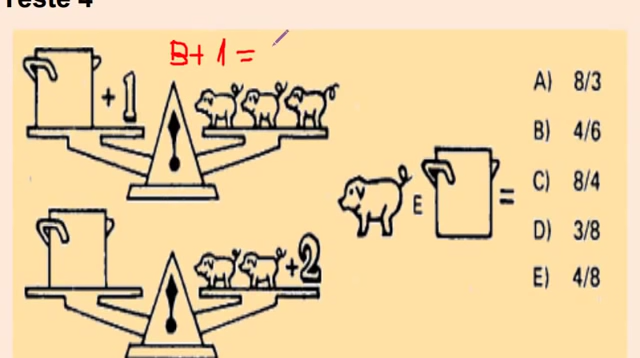 Teste 4
B + 1 =
+ 1
A) 8/3
B) 4/6
E
=
C) 8/4
D) 3/8
+2
E) 4/8